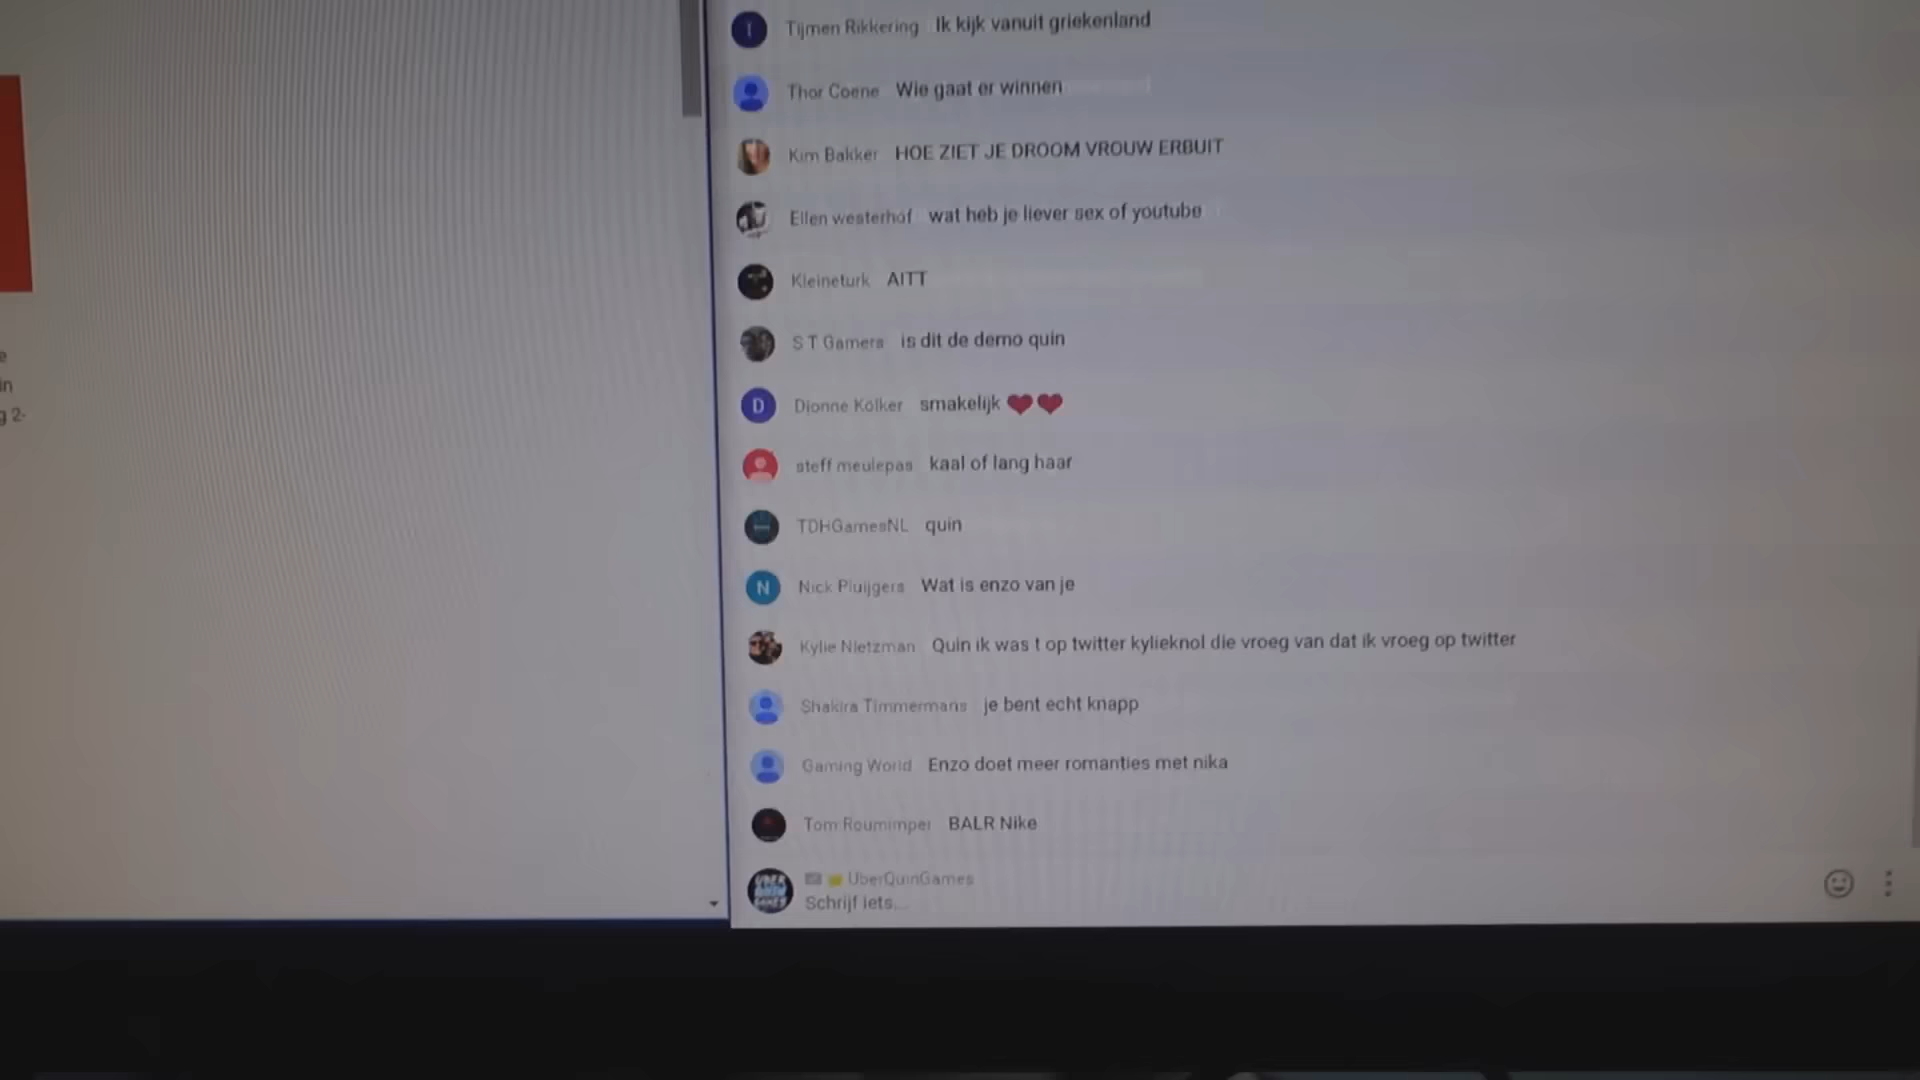 Tijmen Rikkering Ik kijk vanuit griekenland
Thor Coene Wie gaat er winnen
Kim Bakker HOE ZIET JE DROOM VROUW ERBUIT
Ellen westerhof wat heb je liever sex of youtube
Kleineturk AITT
S T Gamers is dit de demo quin
D Dionne Kolker smakelijk ❤❤
steff meulepas kaal of lang haar
TDHGamesNL quin
N Nick Pluijgers Wat is enzo van je
Kylie Nietzman Quin ik was t op twitter kylieknol die vroeg van dat ik vroeg op twitter
Shakira Timmermans je bent echt knapp
Gaming World Enzo doet meer romanties met nika
Tom Roumimper BALR Nike
UberQuinGames
Schrijf iets...
e
in
g 2-